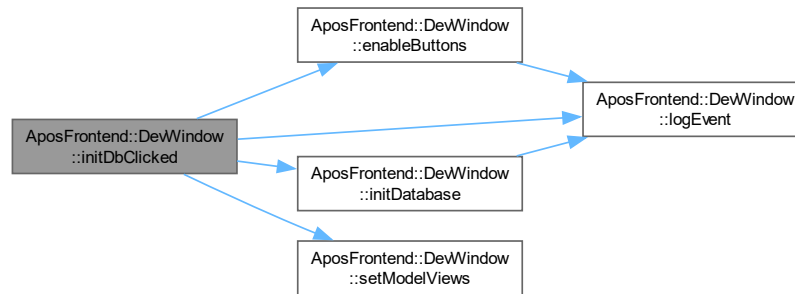 AposFrontend::DevWindow
::initDbClicked
AposFrontend::DevWindow
::enableButtons
AposFrontend::DevWindow
::logEvent
AposFrontend::DevWindow
::initDatabase
AposFrontend::DevWindow
::setModelViews